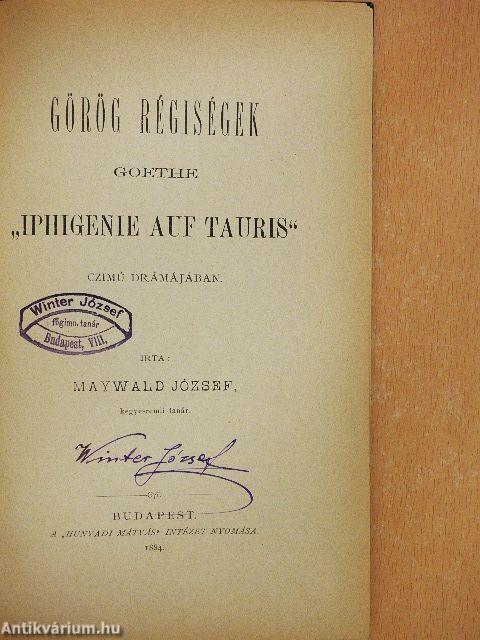 GÖRÖG RÉGISÉGEK
GOETHE
„IPHIGENIE AUF TAURIS“
CZIMÜ DRÁMÁJÁBAN.
Winter József
főgimn. tanár
Budapest, VIII.
IRTA:
MAYWALD JÓZSEF,
kegyesrendi tanár.
Winter József
BUDAPEST.
A „HUNYADI MÁTYÁS“ INTÉZET NYOMÁSA.
1884.
Antikvárium.hu